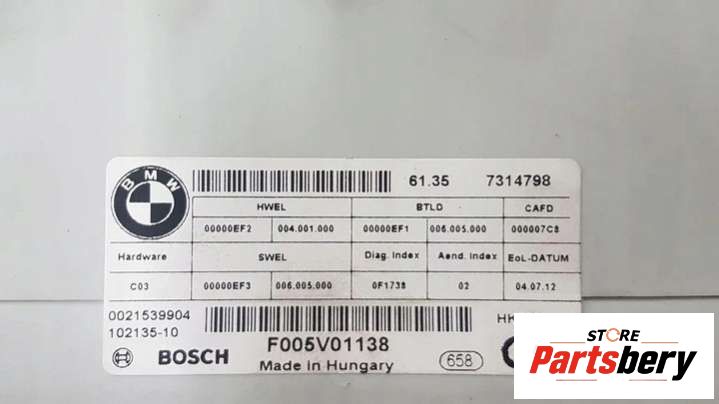 BMW 61.35 7314798
HWEL BTLD CAFD
00000EF2 004.001.000 00000EF1 006.005.000 000007C8
Hardware SWEL Diag. Index Aend. Index EoL-DATUM
C03 00000EF3 006.005.000 0F1738 02 04.07.12
0021539904 HK
102135-10
BOSCH F005V01138 658
Made in Hungary
STORE
Partsbery